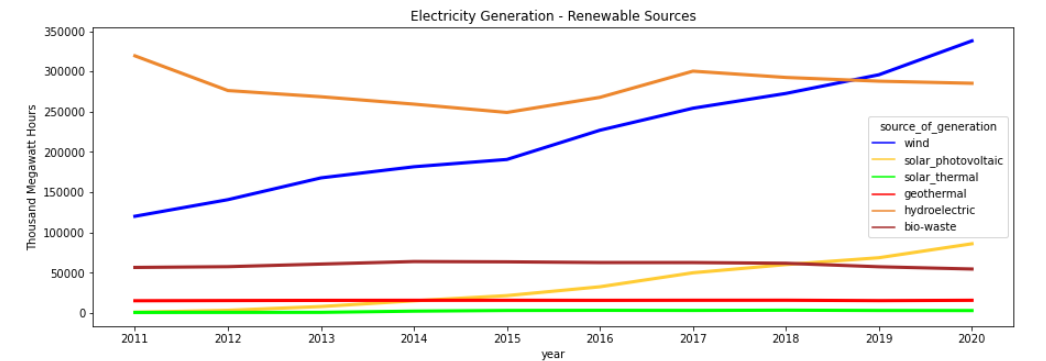 Electricity Generation - Renewable Sources
Thousand Megawatt Hours
350000
300000
250000
200000
150000
100000
50000
0
source_of_generation
wind
solar_photovoltaic
solar_thermal
geothermal
hydroelectric
bio-waste
2011 2012 2013 2014 2015 2016 2017 2018 2019 2020
year